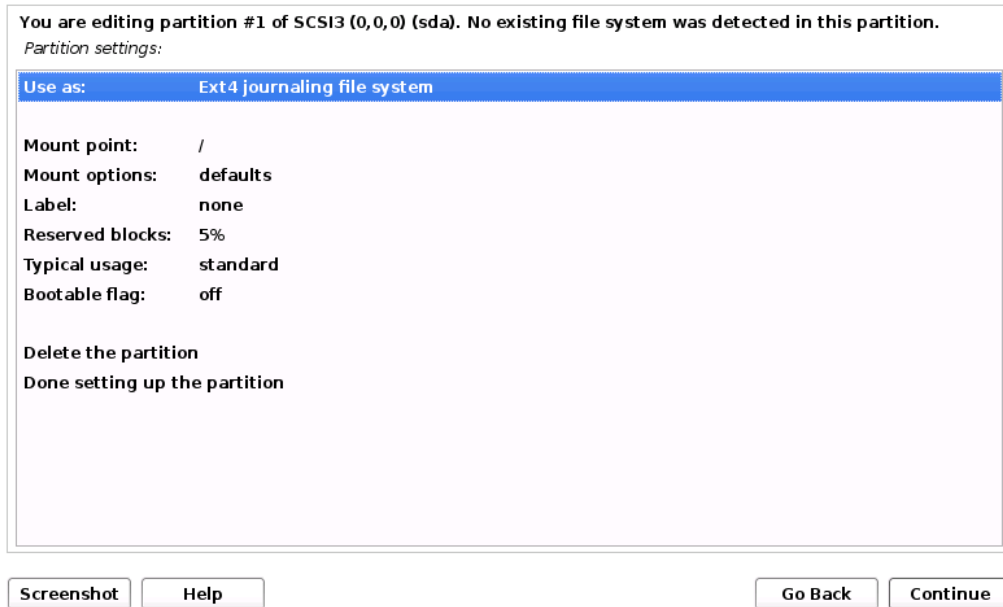 You are editing partition #1 of SCSI3 (0,0,0) (sda). No existing file system was detected in this partition.
Partition settings:
Use as: Ext4 journaling file system
Mount point: /
Mount options: defaults
Label: none
Reserved blocks: 5%
Typical usage: standard
Bootable flag: off
Delete the partition
Done setting up the partition
Screenshot Help Go Back Continue